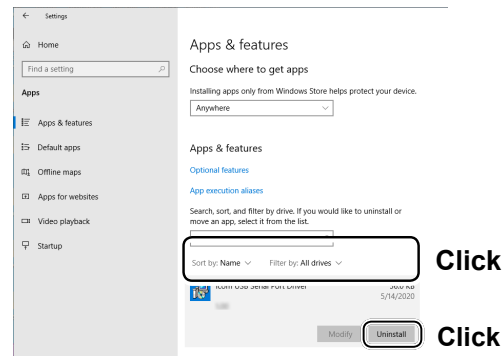 Settings
Home
Apps & features
Find a setting
Choose where to get apps
Apps
Installing apps only from Windows Store helps protect your device.
Anywhere
Apps & features
Default apps
Apps & features
Offline maps
Optional features
Apps for websites
App execution aliases
Video playback
Search, sort, and filter by drive. If you would like to uninstall or
move an app, select it from the list.
Startup
Sort by: Name Filter by: All drives
Click
Icom USB Serial Port Driver
5/14/2020
Modify Uninstall
Click